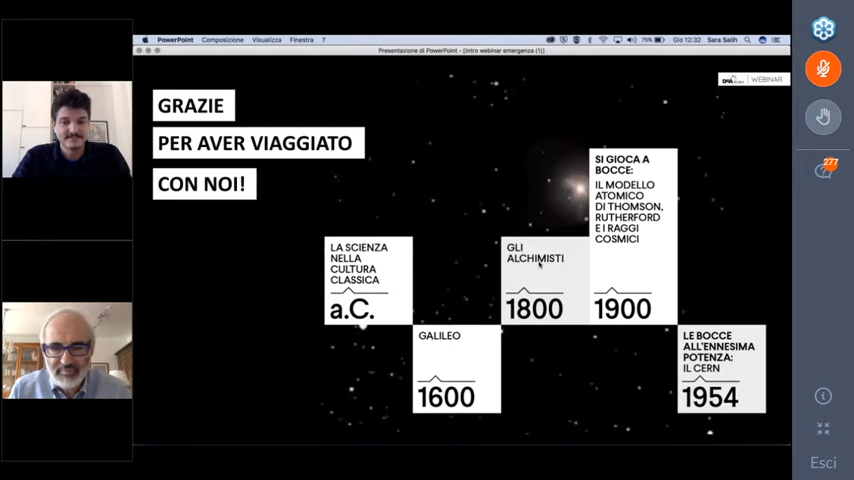 PowerPoint Composizione Visualizza Finestra ? 75% Gio 12:32 Sara Salih
Presentazione di PowerPoint - [intro webinar emergenza (1)]
WEBINAR
GRAZIE
PER AVER VIAGGIATO
CON NOI!
LA SCIENZA
NELLA
CULTURA
CLASSICA
a.C.
GALILEO
1600
GLI
ALCHIMISTI
1800
SI GIOCA A
BOCCE:
IL MODELLO
ATOMICO
DI THOMSON,
RUTHERFORD
E I RAGGI
COSMICI
1900
LE BOCCE
ALL'ENNESIMA
POTENZA:
IL CERN
1954
277
Esci